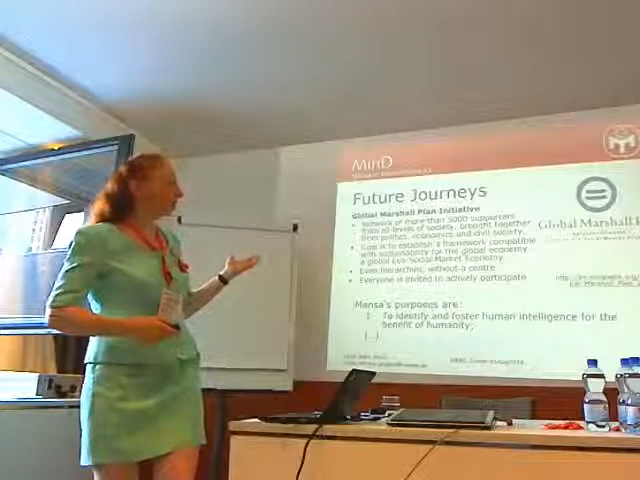 MinD
Future Journeys
Global Marshall Plan Initiative
Network of more than 5000 supporters
from all levels of society, brought together
from politics, economics and civil society.
Goal is to establish a framework compatible
with sustainability for the global economy
a global Eco-Social Market Economy
Even hierarchies, without a centre
Everyone is invited to actively participate
Global Marshall
Mensa's purposes are:
1. To identify and foster human intelligence for the
benefit of humanity;
(...)